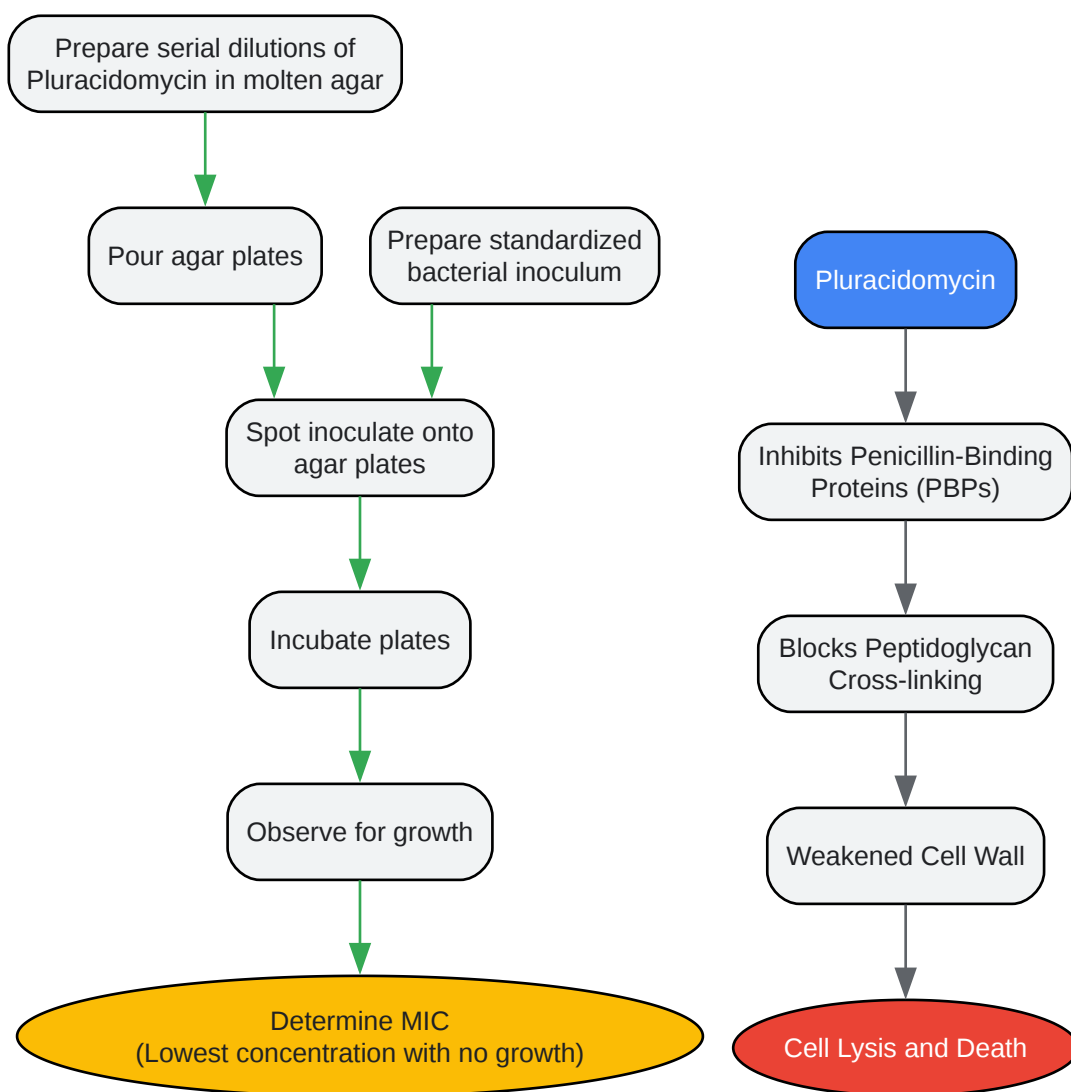 Prepare serial dilutions of
Pluracidomycin in molten agar
Pour agar plates
Prepare standardized
bacterial inoculum
Spot inoculate onto
agar plates
Incubate plates
Observe for growth
Determine MIC
(Lowest concentration with no growth)
Pluracidomycin
Inhibits Penicillin-Binding
Proteins (PBPs)
Blocks Peptidoglycan
Cross-linking
Weakened Cell Wall
Cell Lysis and Death